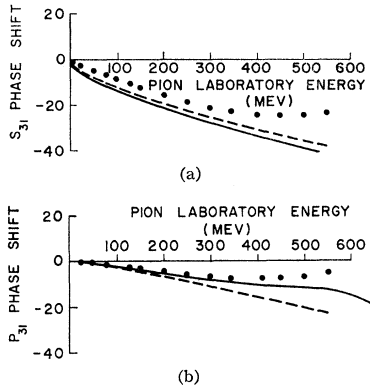 20
0
-20
-40
S31 PHASE SHIFT
100 200 300 400 500 600
PION LABORATORY ENERGY
(MEV)
(a)
PION LABORATORY ENERGY
(MEV)
20
0
-20
-40
P31 PHASE SHIFT
100 200 300 400 500 600
(b)